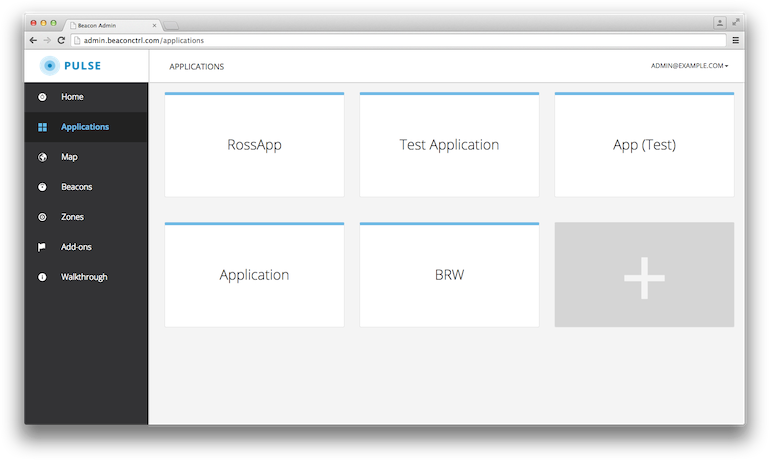 Beacon Admin
admin.beaconctrl.com/applications
PULSE
APPLICATIONS
ADMIN@EXAMPLE.COM
Home
Applications
Map
Beacons
Zones
Add-ons
Walkthrough
RossApp
Test Application
App (Test)
Application
BRW